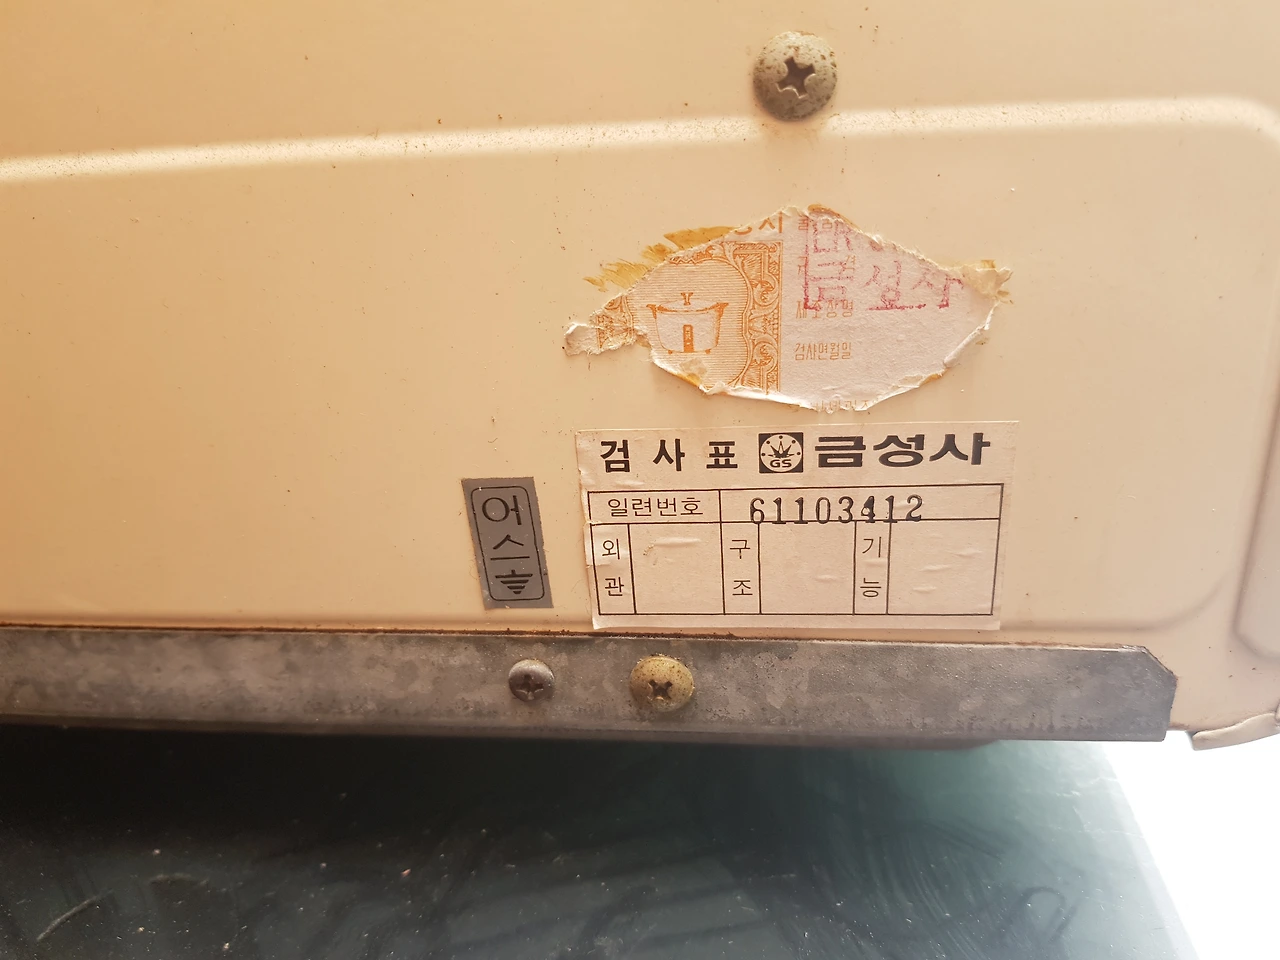 금성사
검사연월일
검사표 GS 금성사
일련번호 61103412
외관 구조 기능
어스